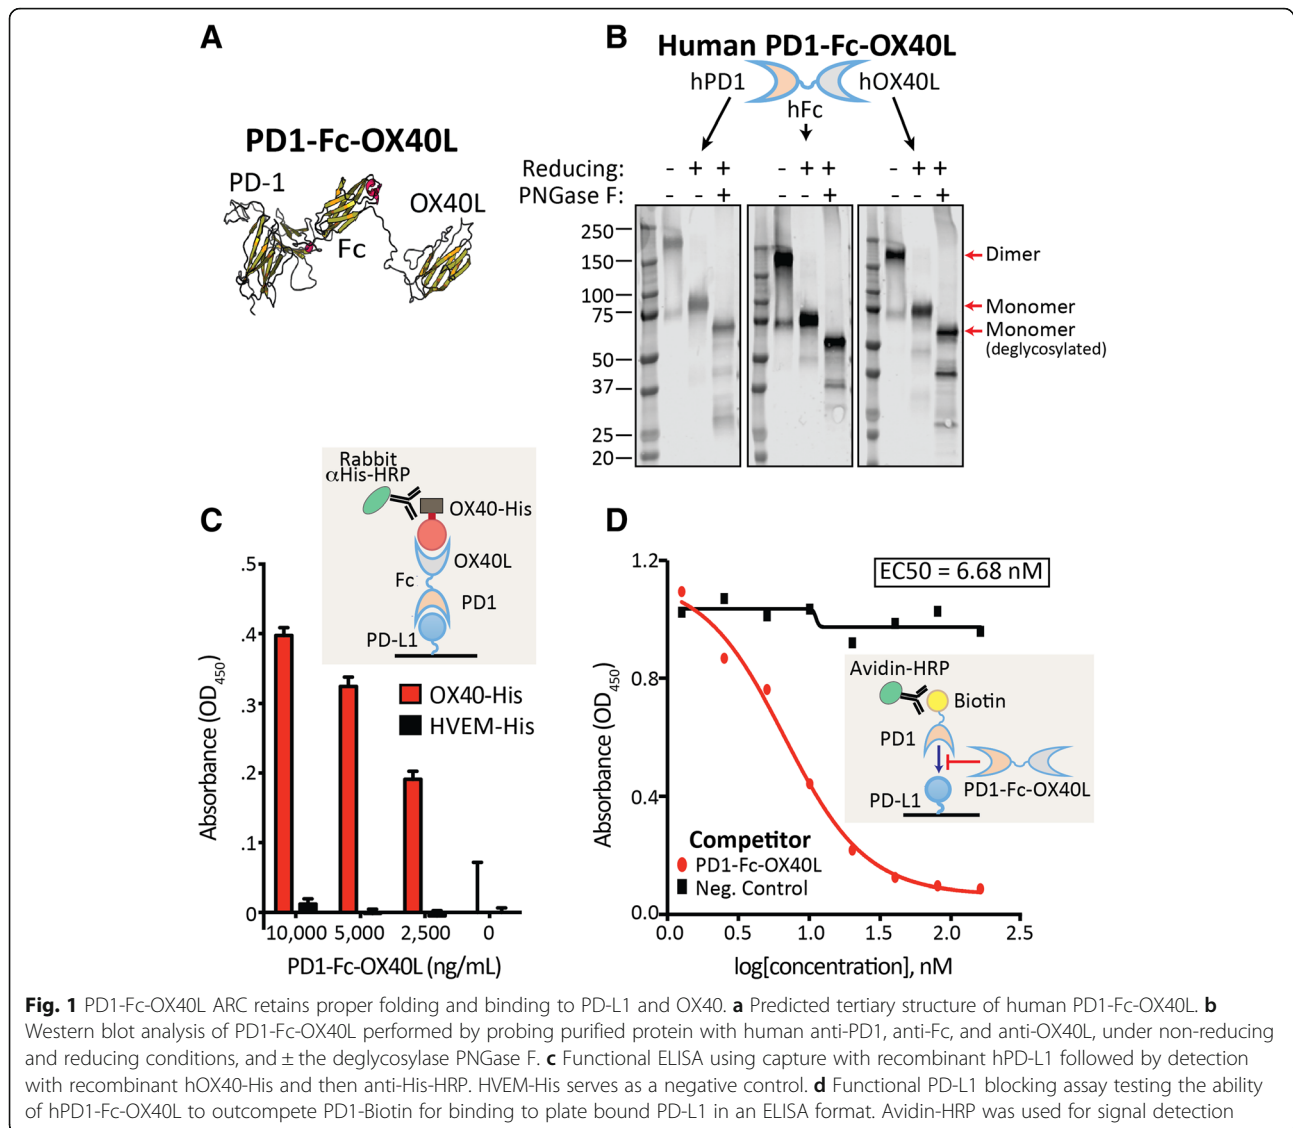 A
PD1-Fc-OX40L
PD-1
OX40L
Fc
B
Human PD1-Fc-OX40L
hPD1
hOX40L
hFc
Reducing: - + + - + + - + +
PNGase F: - - + - - + - - +
250
150
100
75
50
37
25
20
Dimer
Monomer
Monomer
(deglycosylated)
C
Rabbit
αHis-HRP
OX40-His
OX40L
Fc
PD1
PD-L1
OX40-His
HVEM-His
Absorbance (OD450)
.5
.4
.3
.2
.1
0
10,000 5,000 2,500 0
PD1-Fc-OX40L (ng/mL)
D
EC50 = 6.68 nM
Avidin-HRP
Biotin
PD1
PD1-Fc-OX40L
PD-L1
Competitor
PD1-Fc-OX40L
Neg. Control
Absorbance (OD450)
1.2
0.8
0.4
0.0
0.0 0.5 1.0 1.5 2.0 2.5
log[concentration], nM
Fig. 1 PD1-Fc-OX40L ARC retains proper folding and binding to PD-L1 and OX40. a Predicted tertiary structure of human PD1-Fc-OX40L. b
Western blot analysis of PD1-Fc-OX40L performed by probing purified protein with human anti-PD1, anti-Fc, and anti-OX40L, under non-reducing
and reducing conditions, and ± the deglycosylase PNGase F. c Functional ELISA using capture with recombinant hPD-L1 followed by detection
with recombinant hOX40-His and then anti-His-HRP. HVEM-His serves as a negative control. d Functional PD-L1 blocking assay testing the ability
of hPD1-Fc-OX40L to outcompete PD1-Biotin for binding to plate bound PD-L1 in an ELISA format. Avidin-HRP was used for signal detection